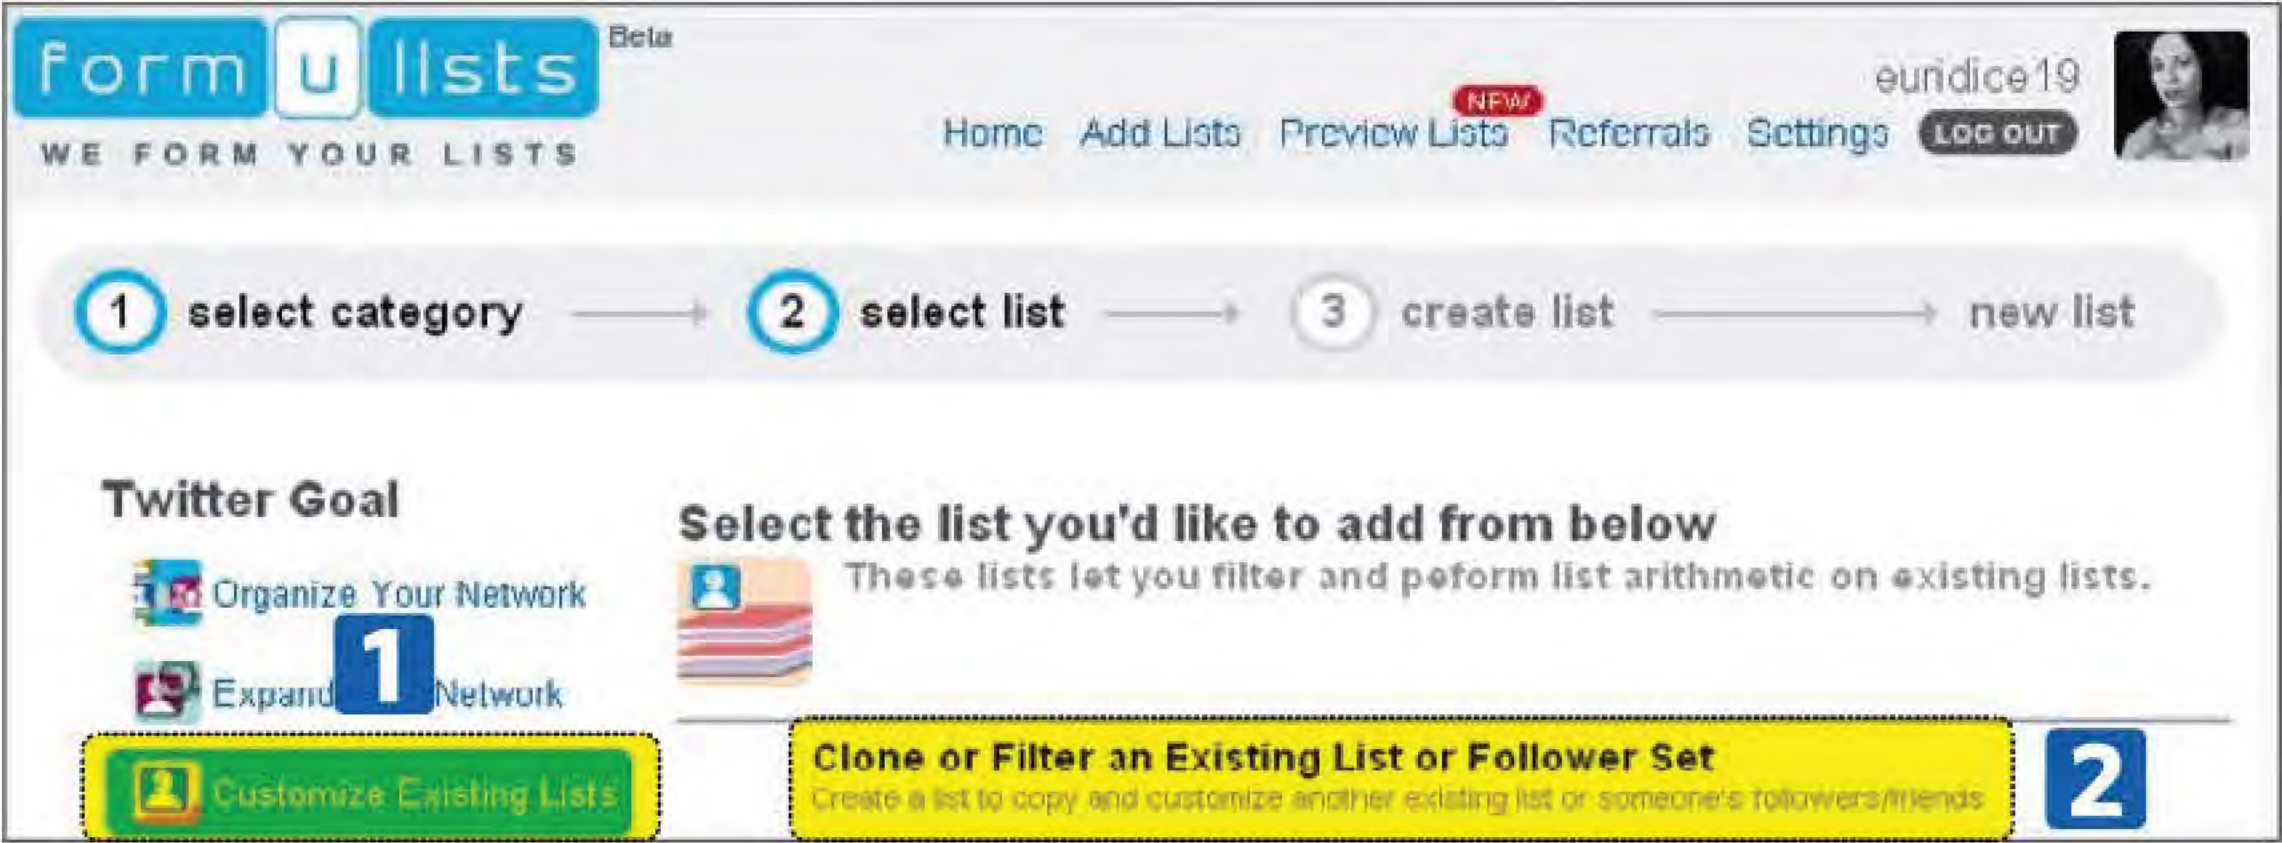 form u lists Beta
WE FORM YOUR LISTS
euridice19
NEW
Home Add Lists Preview Lists Referrals Settings LOG OUT
1 select category 2 select list 3 create list new list
Twitter Goal
Organize Your Network
1
Expand Network
Customize Existing Lists
Select the list you'd like to add from below
These lists let you filter and peform list arithmetic on existing lists.
Clone or Filter an Existing List or Follower Set
Create a list to copy and customize another existing list or someone's followers/friends
2